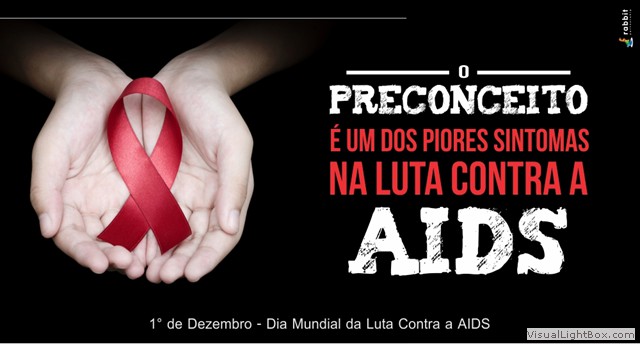 rabbit
O
PRECONCEITO
É UM DOS PIORES SINTOMAS
NA LUTA CONTRA A
AIDS
1° de Dezembro - Dia Mundial da Luta Contra a AIDS
VisualLightBox.com